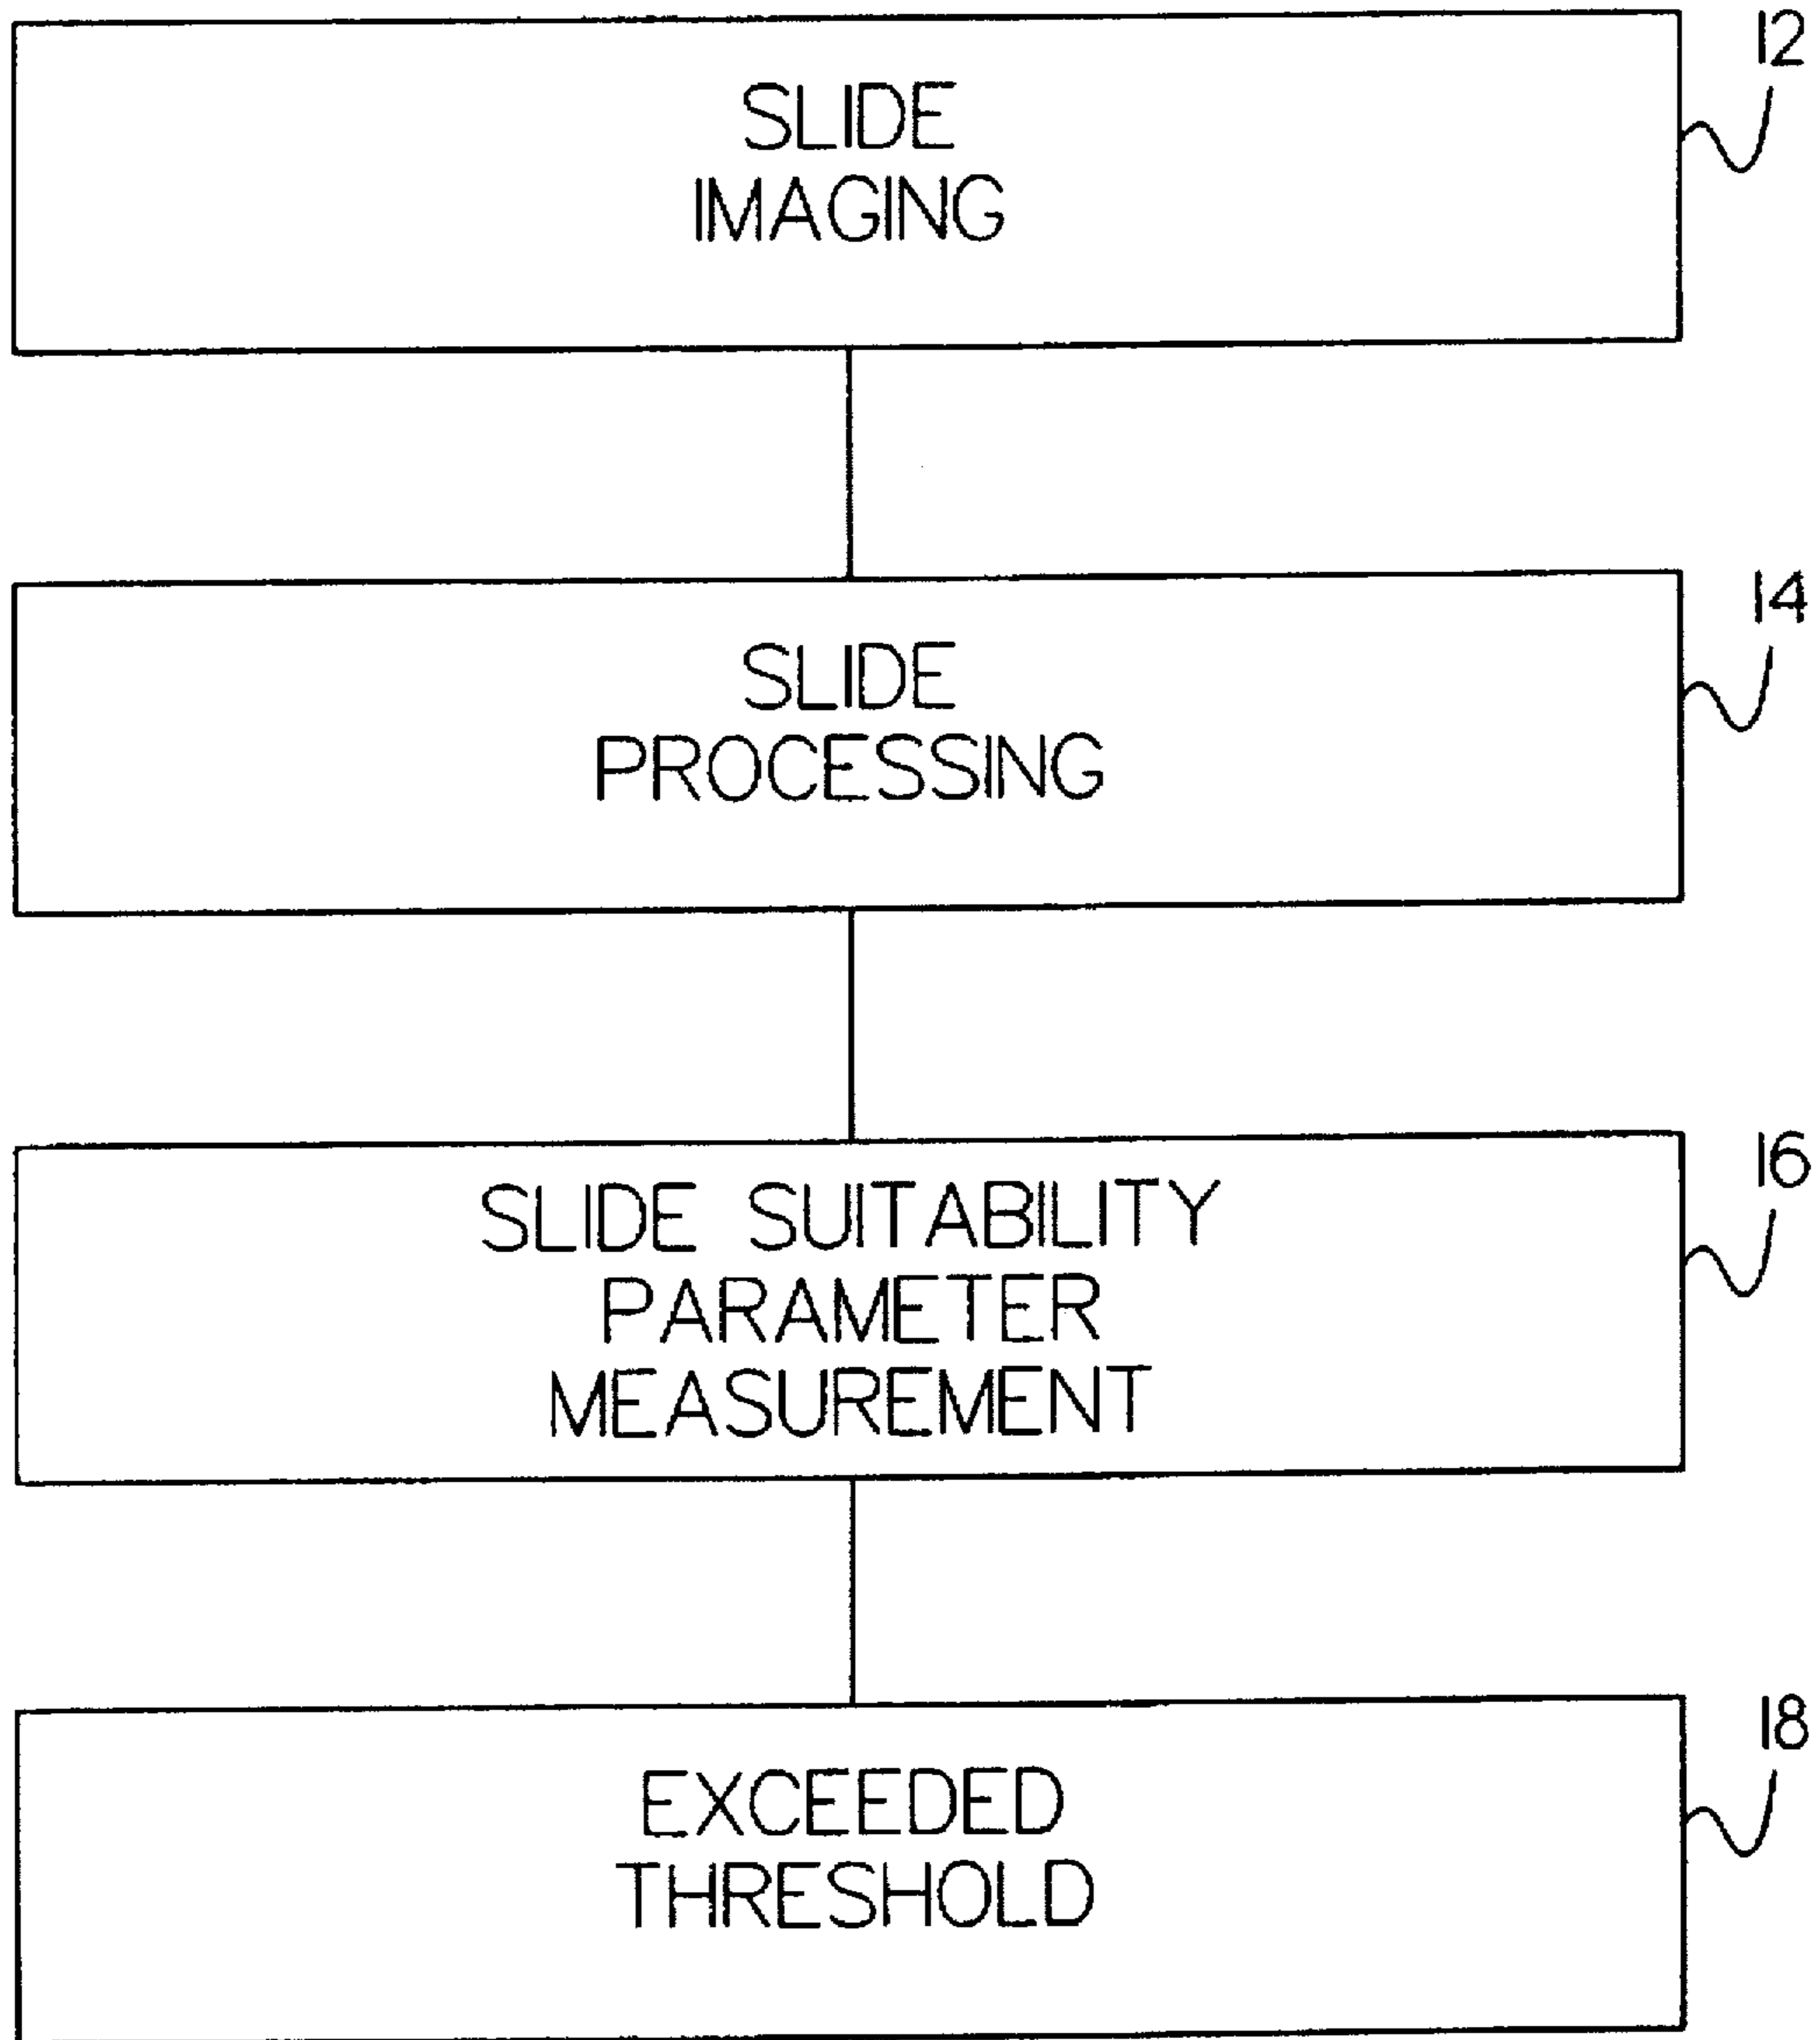 12
SLIDE
IMAGING
14
SLIDE
PROCESSING
16
SLIDE SUITABILITY
PARAMETER
MEASUREMENT
18
EXCEEDED
THRESHOLD